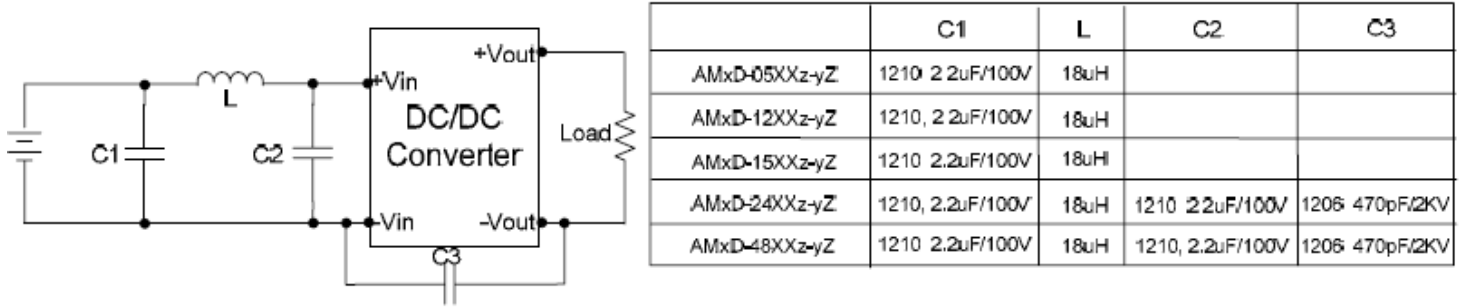 +Vout
+Vin
L
DC/DC
Converter
Load
C1
C2
-Vin
-Vout
C3
C1 L C2 C3
AMxD-05XXz-yZ 1210 2.2uF/100V 18uH
AMxD-12XXz-yZ 1210, 2.2uF/100V 18uH
AMxD-15XXz-yZ 1210 2.2uF/100V 18uH
AMxD-24XXz-yZ 1210, 2.2uF/100V 18uH 1210 2.2uF/100V 1206 470pF/2KV
AMxD-48XXz-yZ 1210 2.2uF/100V 18uH 1210, 2.2uF/100V 1206 470pF/2KV